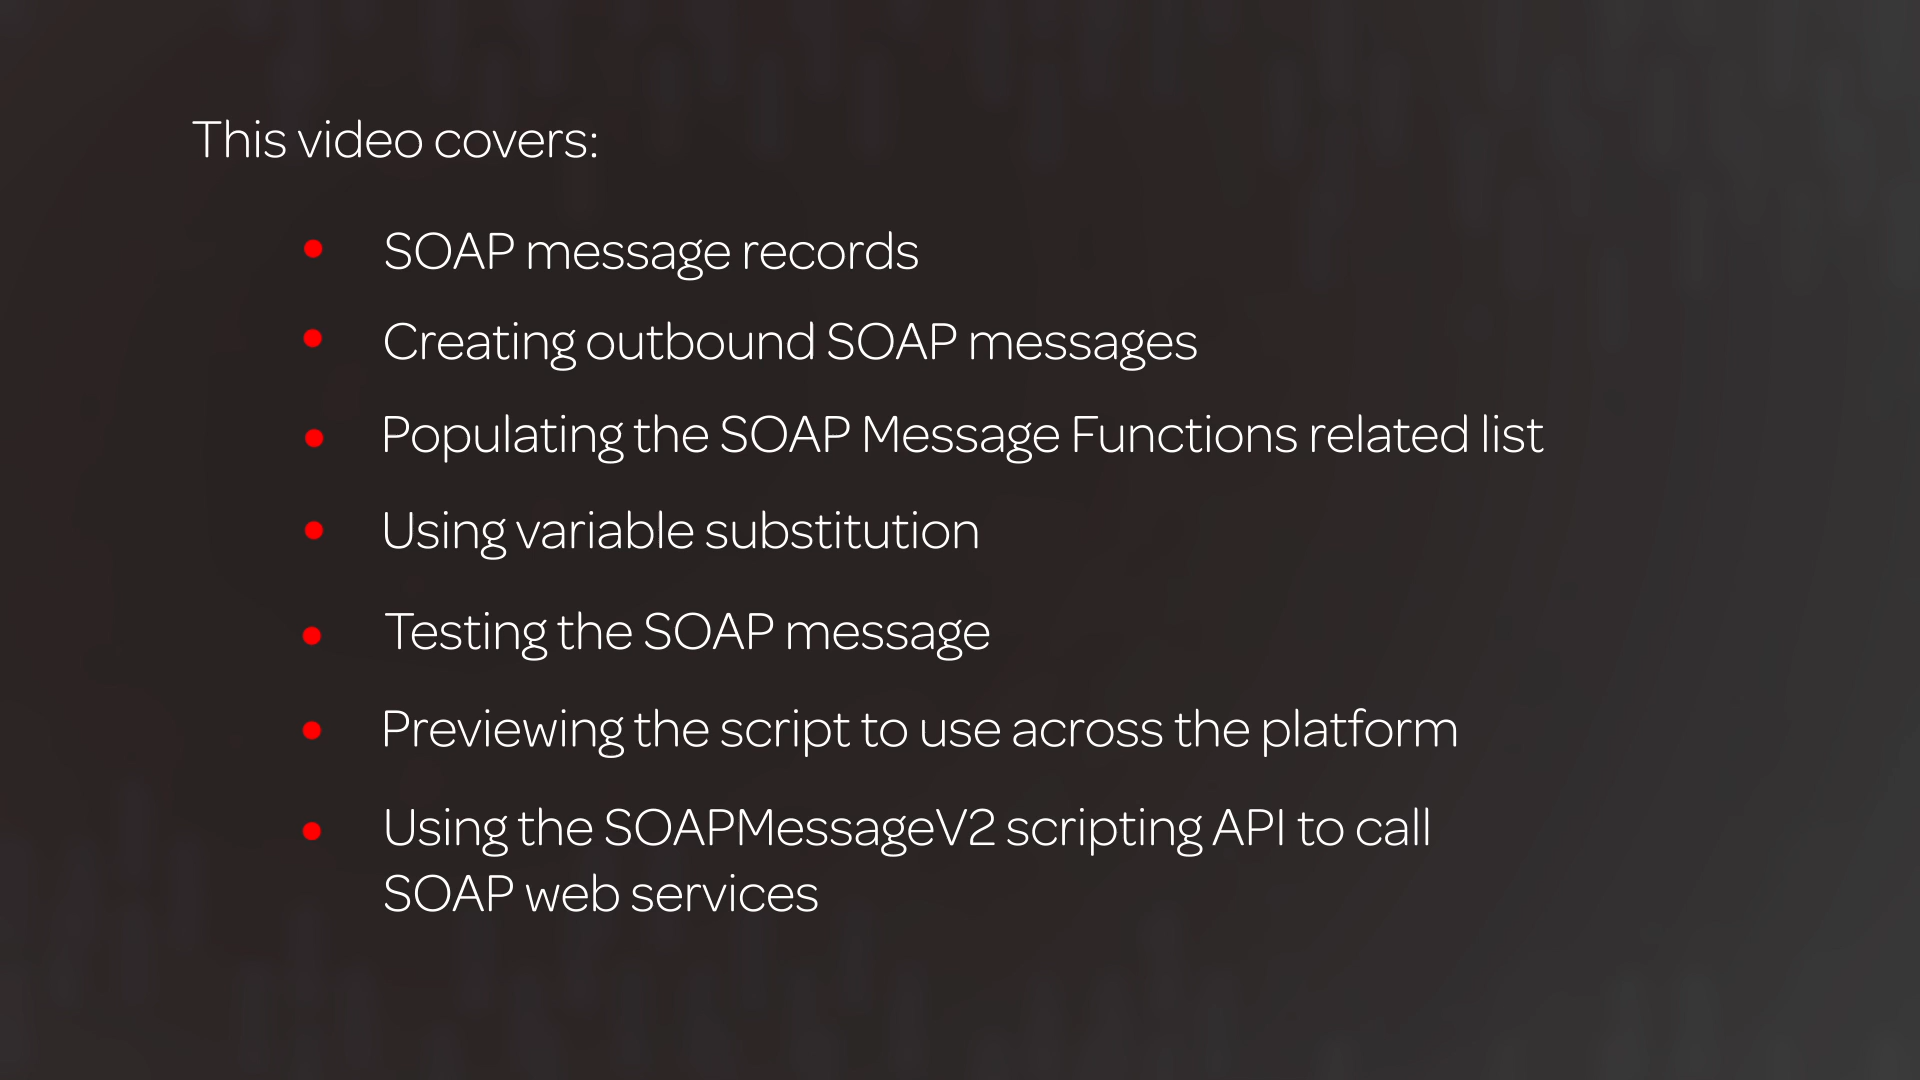 This video covers:
SOAP message records
Creating outbound SOAP messages
Populating the SOAP Message Functions related list
Using variable substitution
Testing the SOAP message
Previewing the script to use across the platform
Using the SOAPMessageV2 scripting API to call
SOAP web services